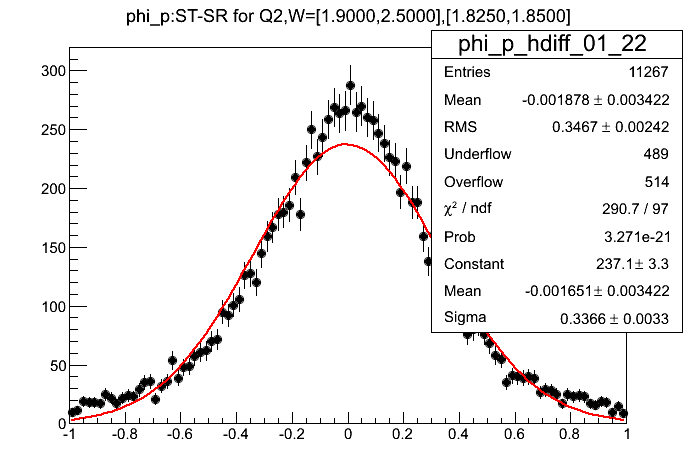 phi_p:ST-SR for Q2,W=[1.9000,2.5000],[1.8250,1.8500]
phi_p_hdiff_01_22
Entries 11267
Mean -0.001878 ± 0.003422
RMS 0.3467 ± 0.00242
Underflow 489
Overflow 514
χ² / ndf 290.7 / 97
Prob 3.271e-21
Constant 237.1 ± 3.3
Mean -0.001651 ± 0.003422
Sigma 0.3366 ± 0.0033
300
250
200
150
100
50
0
-1 -0.8 -0.6 -0.4 -0.2 0 0.2 0.4 0.6 0.8 1